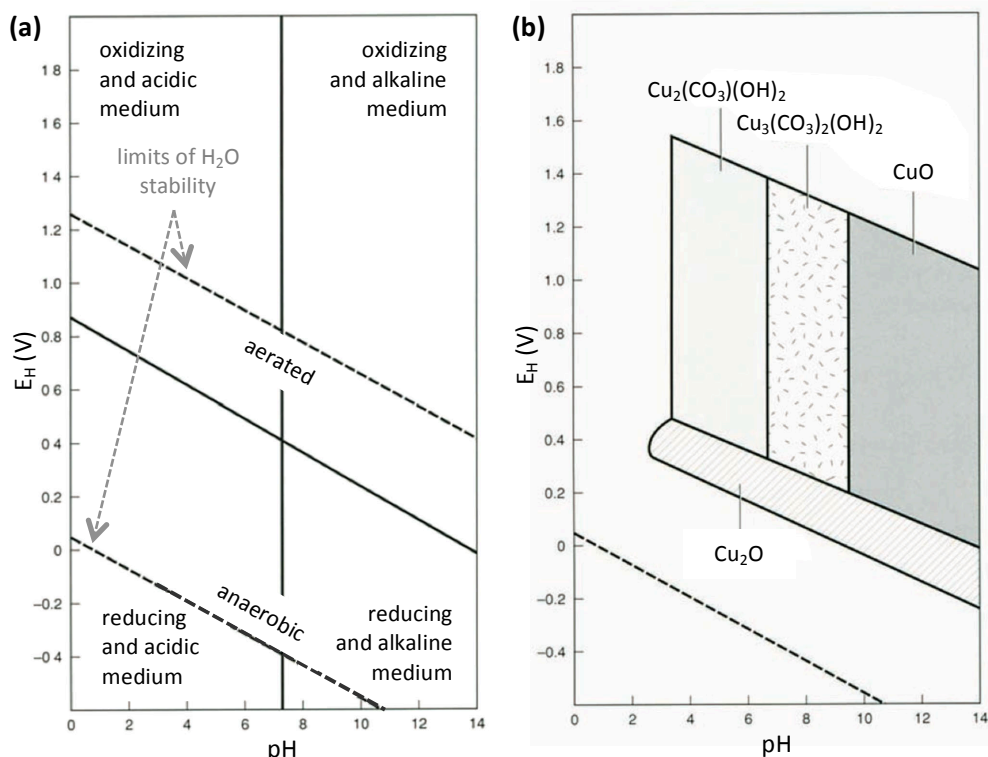 (a)
oxidizing
and acidic
medium
oxidizing
and alkaline
medium
limits of H₂O
stability
aerated
anaerobic
reducing
and acidic
medium
reducing
and alkaline
medium
E_H (V)
1.8
1.6
1.4
1.2
1.0
0.8
0.6
0.4
0.2
0
−0.2
−0.4
0 2 4 6 8 10 12 14
pH
(b)
Cu₂(CO₃)(OH)₂
Cu₃(CO₃)₂(OH)₂
CuO
Cu₂O
E_H (V)
1.8
1.6
1.4
1.2
1.0
0.8
0.6
0.4
0.2
0
−0.2
−0.4
0 2 4 6 8 10 12 14
pH